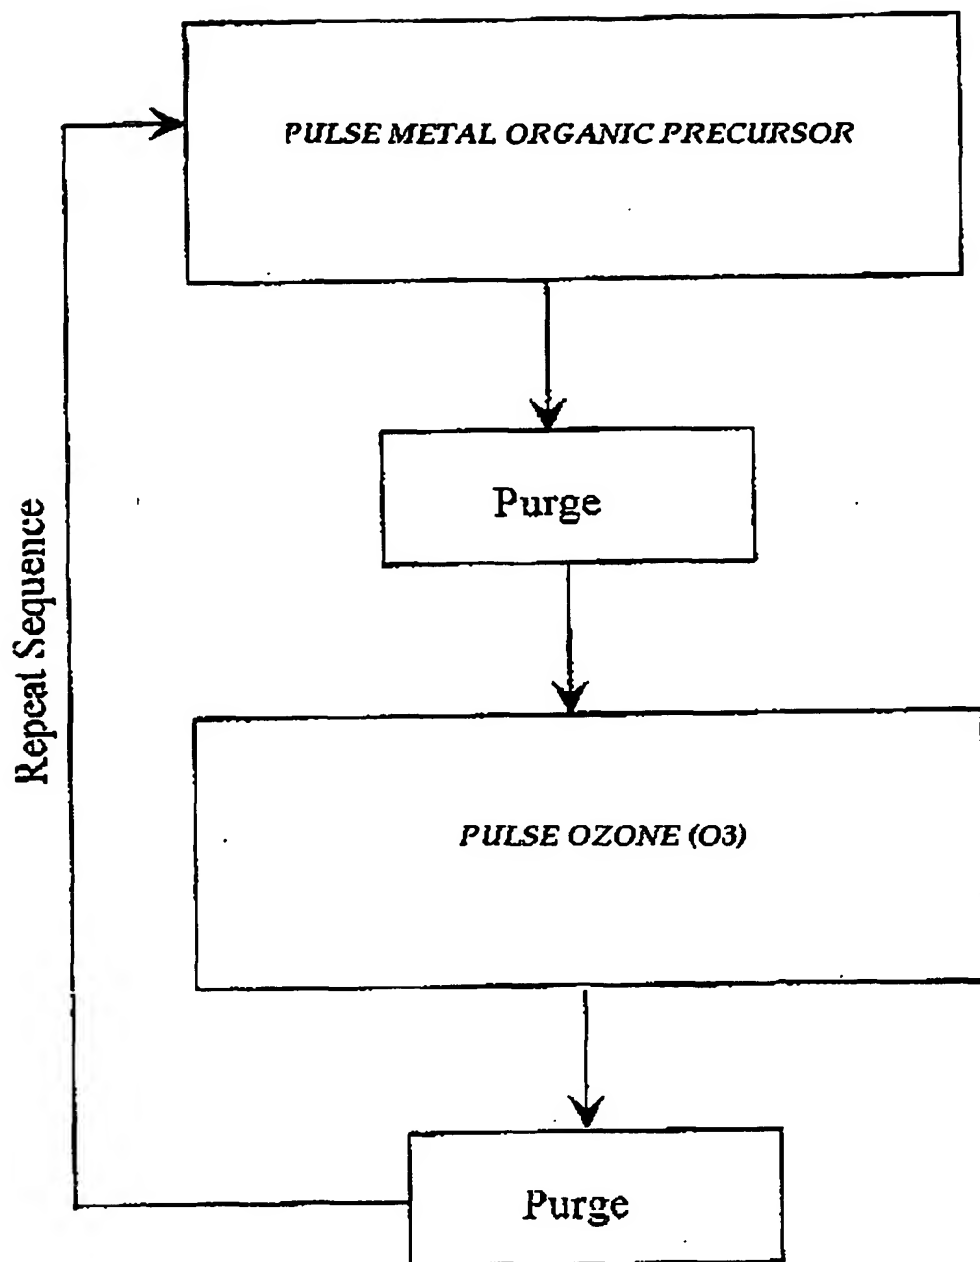 PULSE METAL ORGANIC PRECURSOR
Purge
Repeat Sequence
PULSE OZONE (O3)
Purge